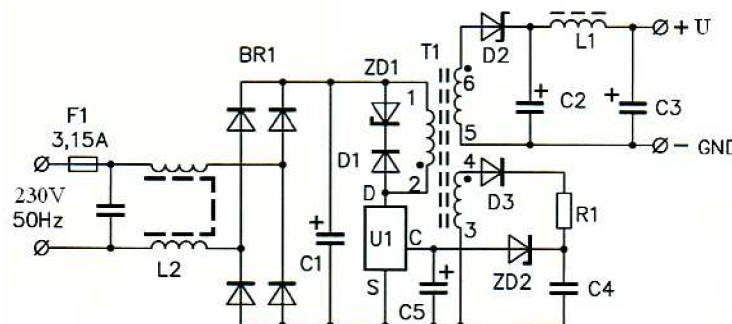 BR1
F1
3,15A
230V
50Hz
L2
C1
ZD1
D1
D
U1
C
S
C5
T1
1
2
6
5
4
3
D2
L1
C2
C3
+ U
− GND
D3
R1
ZD2
C4
+
+
+
+